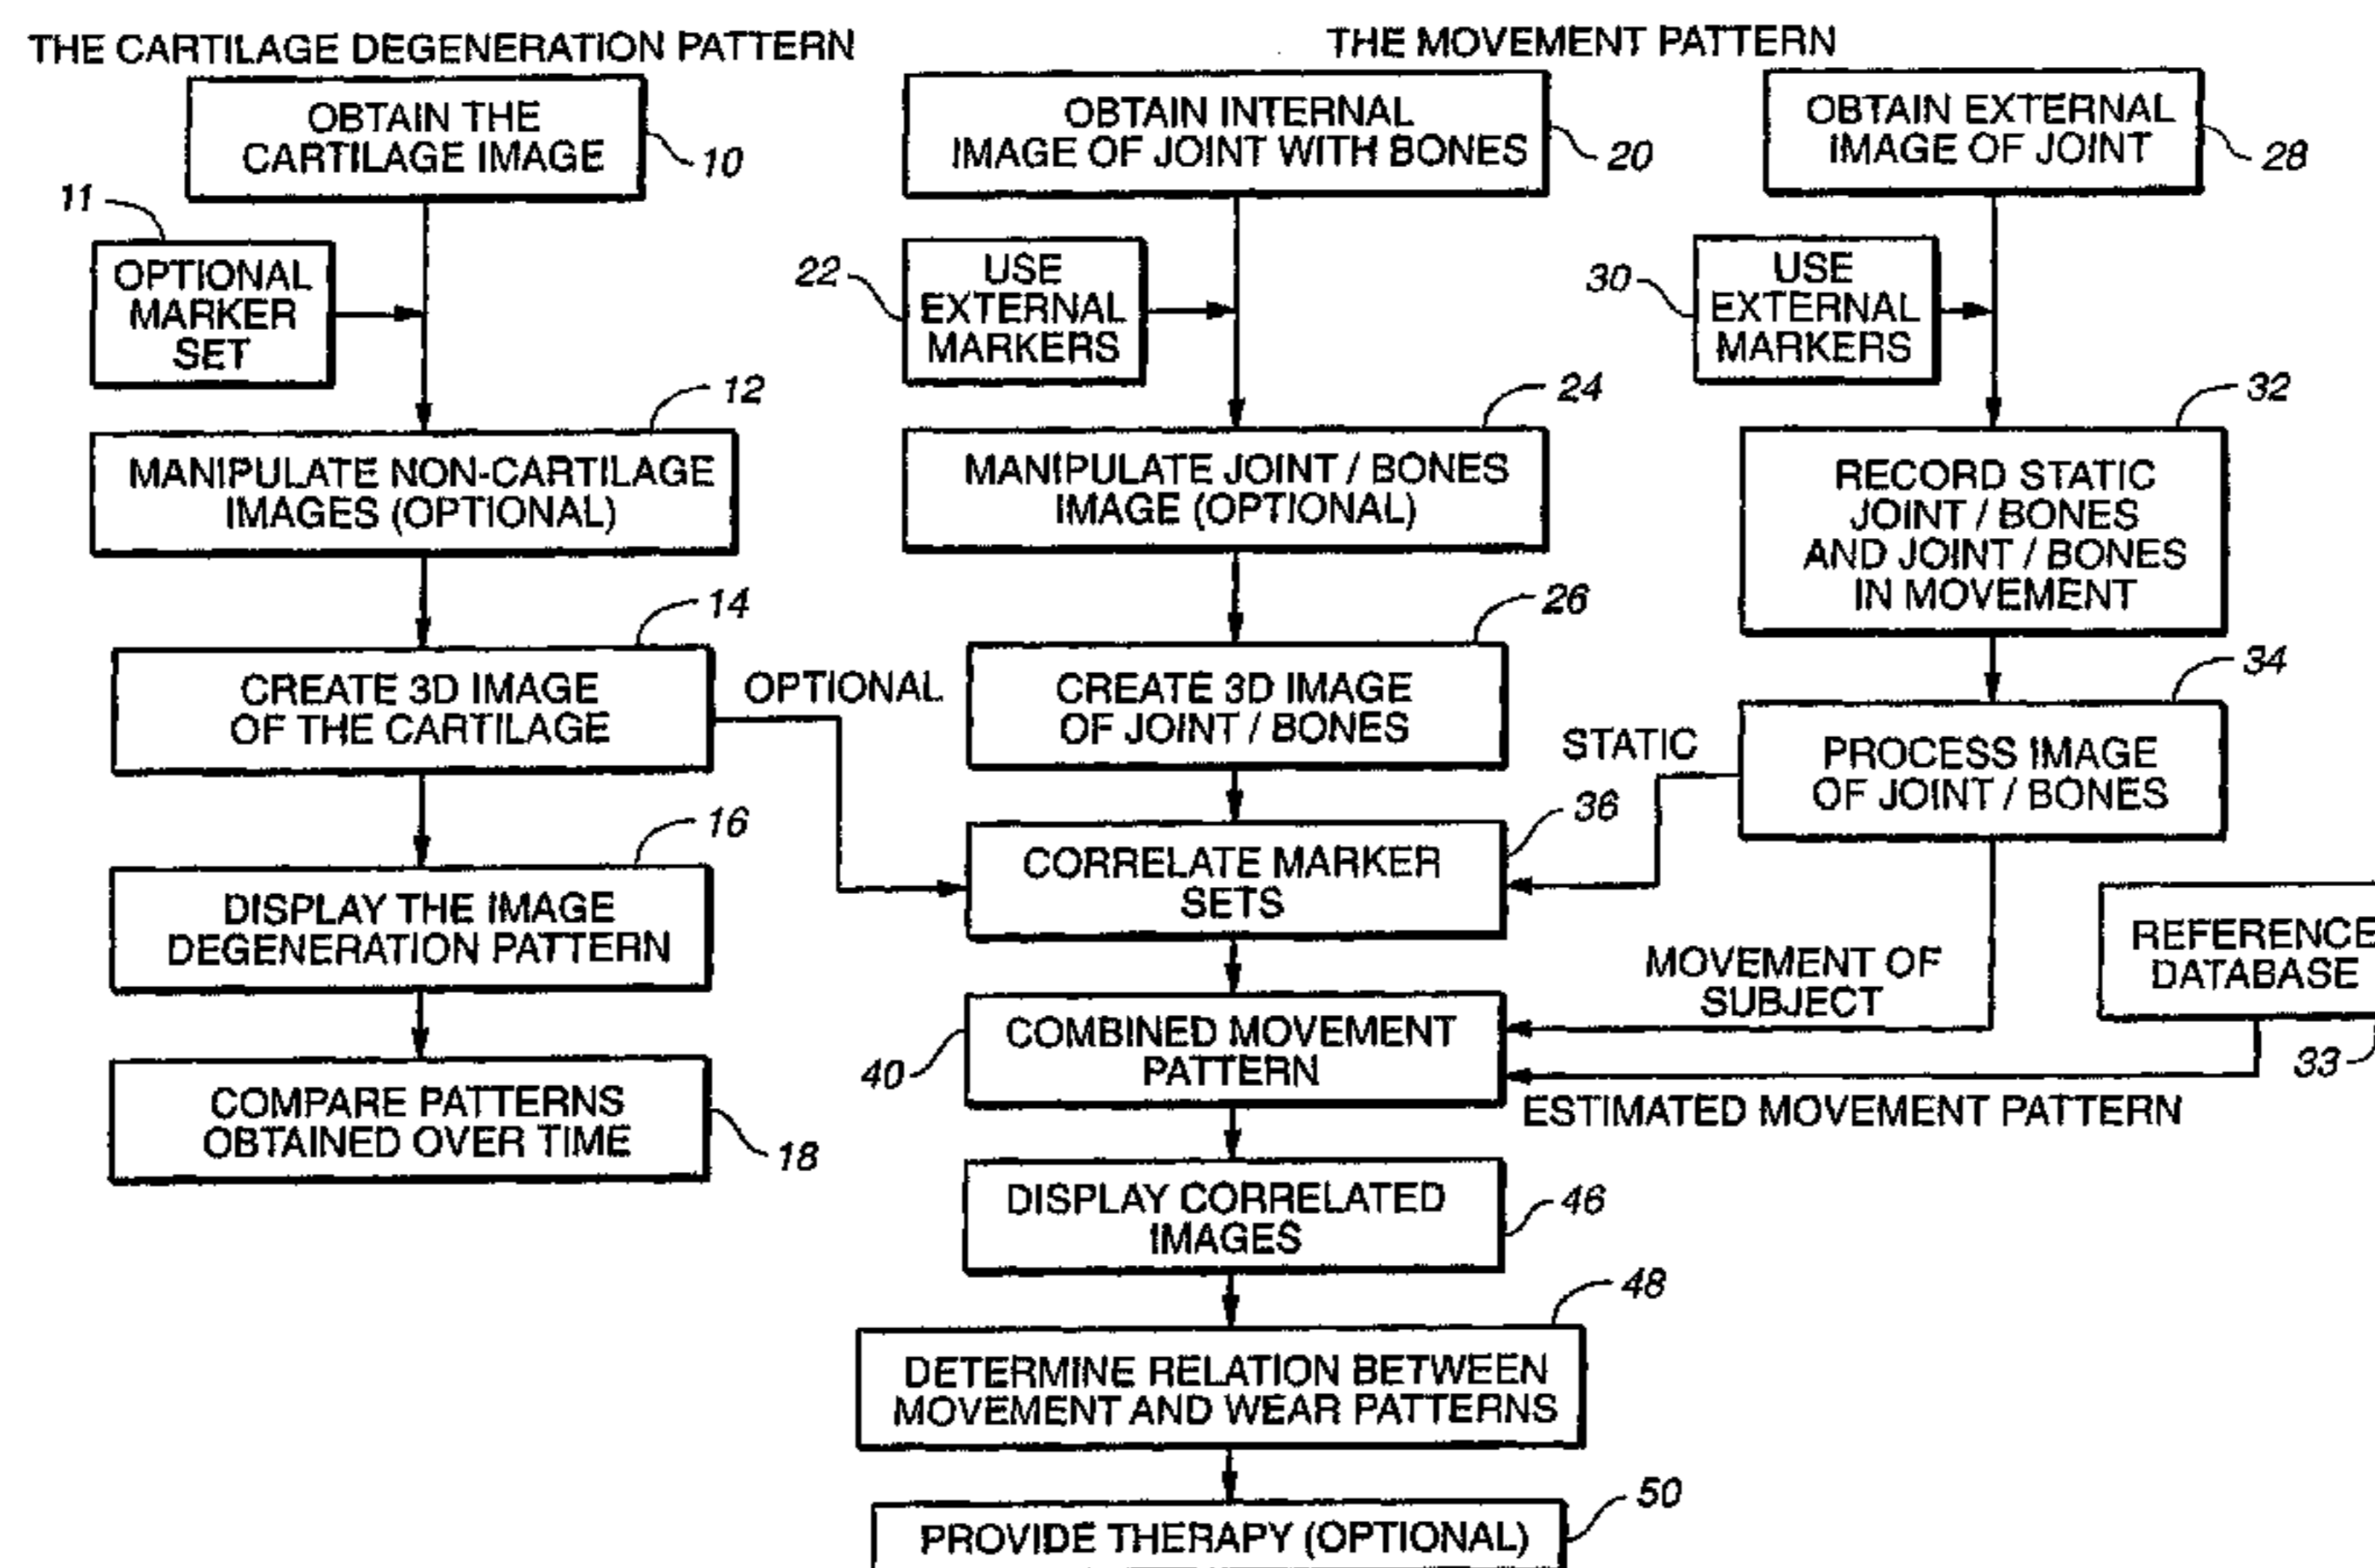 THE CARTILAGE DEGENERATION PATTERN
OBTAIN THE
CARTILAGE IMAGE
10
11
OPTIONAL
MARKER
SET
12
MANIPULATE NON-CARTILAGE
IMAGES (OPTIONAL)
14
CREATE 3D IMAGE
OF THE CARTILAGE
OPTIONAL
16
DISPLAY THE IMAGE
DEGENERATION PATTERN
COMPARE PATTERNS
OBTAINED OVER TIME
18
THE MOVEMENT PATTERN
OBTAIN INTERNAL
IMAGE OF JOINT WITH BONES
20
22
USE
EXTERNAL
MARKERS
24
MANIPULATE JOINT / BONES
IMAGE (OPTIONAL)
26
CREATE 3D IMAGE
OF JOINT / BONES
36
CORRELATE MARKER
SETS
40
COMBINED MOVEMENT
PATTERN
DISPLAY CORRELATED
IMAGES
46
48
DETERMINE RELATION BETWEEN
MOVEMENT AND WEAR PATTERNS
50
PROVIDE THERAPY (OPTIONAL)
OBTAIN EXTERNAL
IMAGE OF JOINT
28
30
USE
EXTERNAL
MARKERS
32
RECORD STATIC
JOINT / BONES
AND JOINT / BONES
IN MOVEMENT
34
PROCESS IMAGE
OF JOINT / BONES
STATIC
MOVEMENT OF
SUBJECT
REFERENCE
DATABASE
33
ESTIMATED MOVEMENT PATTERN